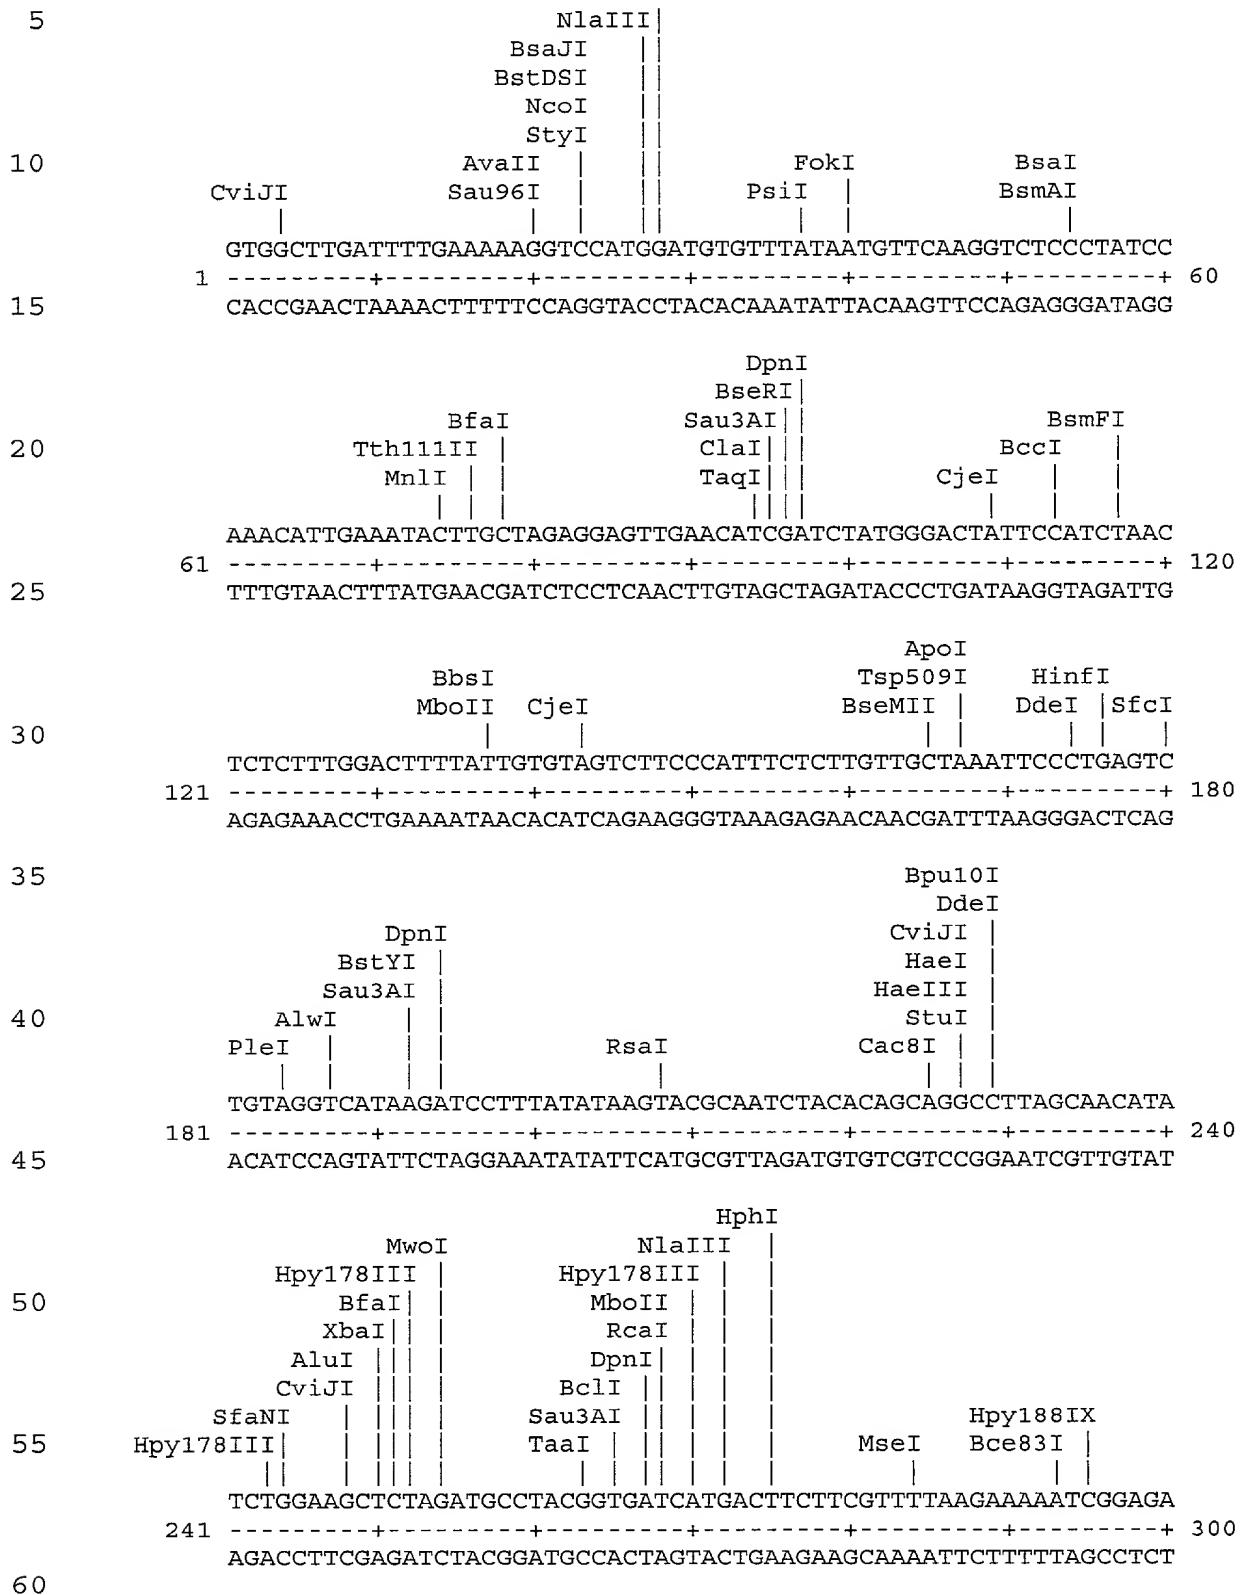 5 NlaIII|
BsaJI ||
BstDSI ||
NcoI ||
StyI ||
10 AvaII | || FokI BsaI
CviJI Sau96I | || PsiI | BsmAI
| | | || | | |
GTGGCTTGATTTTGAAAAAGGTCCATGGATGTGTTTATAATGTTCAAGGTCTCCCTATCC
1 ---------+---------+---------+---------+---------+---------+ 60
15 CACCGAACTAAAACTTTTTCCAGGTACCTACACAAATATTACAAGTTCCAGAGGGATAGG
DpnI
BseRI|
BfaI Sau3AI|| BsmFI
20 Tth111II | ClaI ||| BccI |
MnlI | | TaqI||| CjeI | |
| | | |||| | | |
AAACATTGAAATACTTGCTAGAGGAGTTGAACATCGATCTATGGGACTATTCCATCTAAC
61 ---------+---------+---------+---------+---------+---------+ 120
25 TTTGTAACTTTATGAACGATCTCCTCAACTTGTAGCTAGATACCCTGATAAGGTAGATTG
ApoI
BbsI Tsp509I HinfI
MboII CjeI BseMII | DdeI |SfcI
30 | | | | | | |
TCTCTTTGGACTTTTATTGTGTAGTCTTCCCATTTCTCTTGTTGCTAAATTCCCTGAGTC
121 ---------+---------+---------+---------+---------+---------+ 180
AGAGAAACCTGAAAATAACACATCAGAAGGGTAAAGAGAACAACGATTTAAGGGACTCAG
35 Bpu10I
DdeI
DpnI CviJI |
BstYI | HaeI |
Sau3AI | HaeIII |
40 AlwI | | StuI |
PleI | | | RsaI Cac8I | |
| | | | | | | |
TGTAGGTCATAAGATCCTTTATATAAGTACGCAATCTACACAGCAGGCCTTAGCAACATA
181 ---------+---------+---------+---------+---------+---------+ 240
45 ACATCCAGTATTCTAGGAAATATATTCATGCGTTAGATGTGTCGTCCGGAATCGTTGTAT
HphI
MwoI NlaIII |
Hpy178III | Hpy178III | |
50 BfaI| | MboII | | |
XbaI|| | RcaI | | |
AluI ||| | DpnI| | | |
CviJI ||| | BclI || | | |
SfaNI | ||| | Sau3AI || | | | Hpy188IX
55 Hpy178III| | ||| | TaaI | || | | | MseI Bce83I |
|| | ||| | | | || | | | | | |
TCTGGAAGCTCTAGATGCCTACGGTGATCATGACTTCTTCGTTTTAAGAAAAATCGGAGA
241 ---------+---------+---------+---------+---------+---------+ 300
AGACCTTCGAGATCTACGGATGCCACTAGTACTGAAGAAGCAAAATTCTTTTTAGCCTCT
60